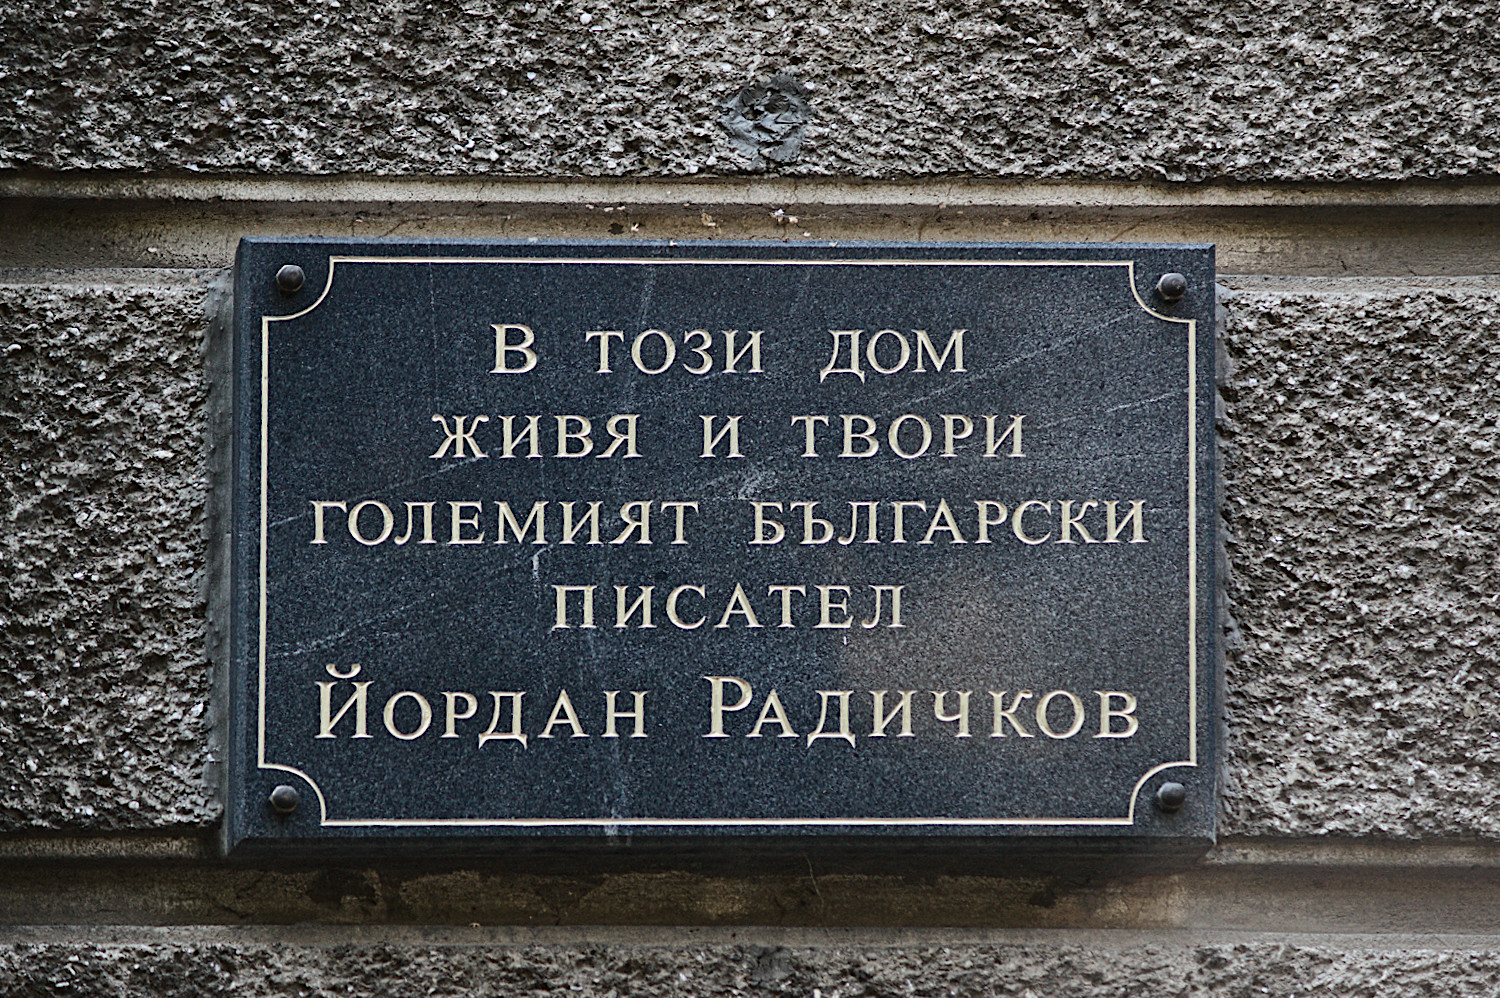 В ТОЗИ ДОМ
ЖИВЯ И ТВОРИ
ГОЛЕМИЯТ БЪЛГАРСКИ
ПИСАТЕЛ
ЙОРДАН РАДИЧКОВ